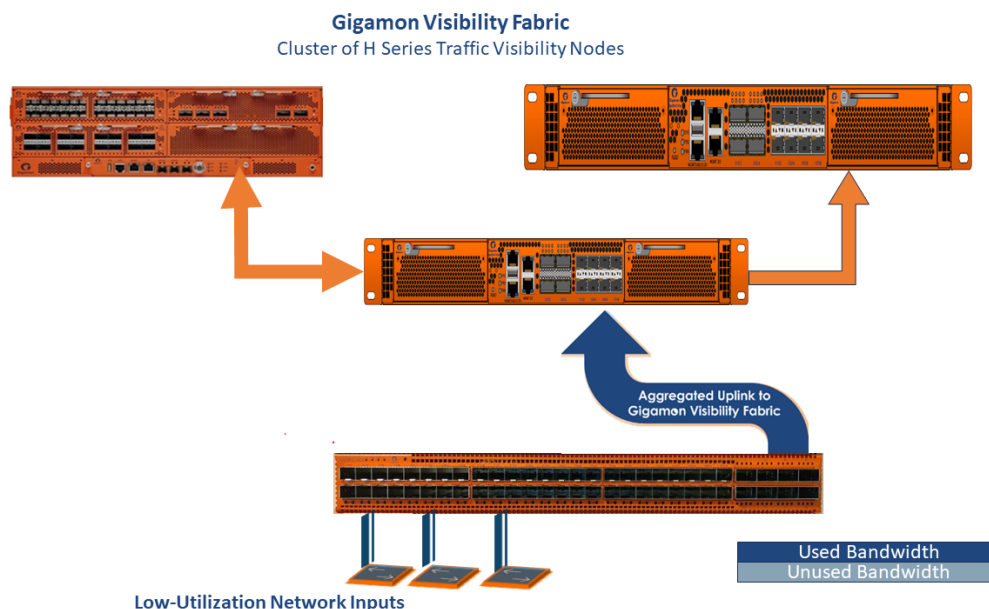 Gigamon Visibility Fabric
Cluster of H Series Traffic Visibility Nodes
Aggregated Uplink to
Gigamon Visibility Fabric
Used Bandwidth
Unused Bandwidth
Low-Utilization Network Inputs